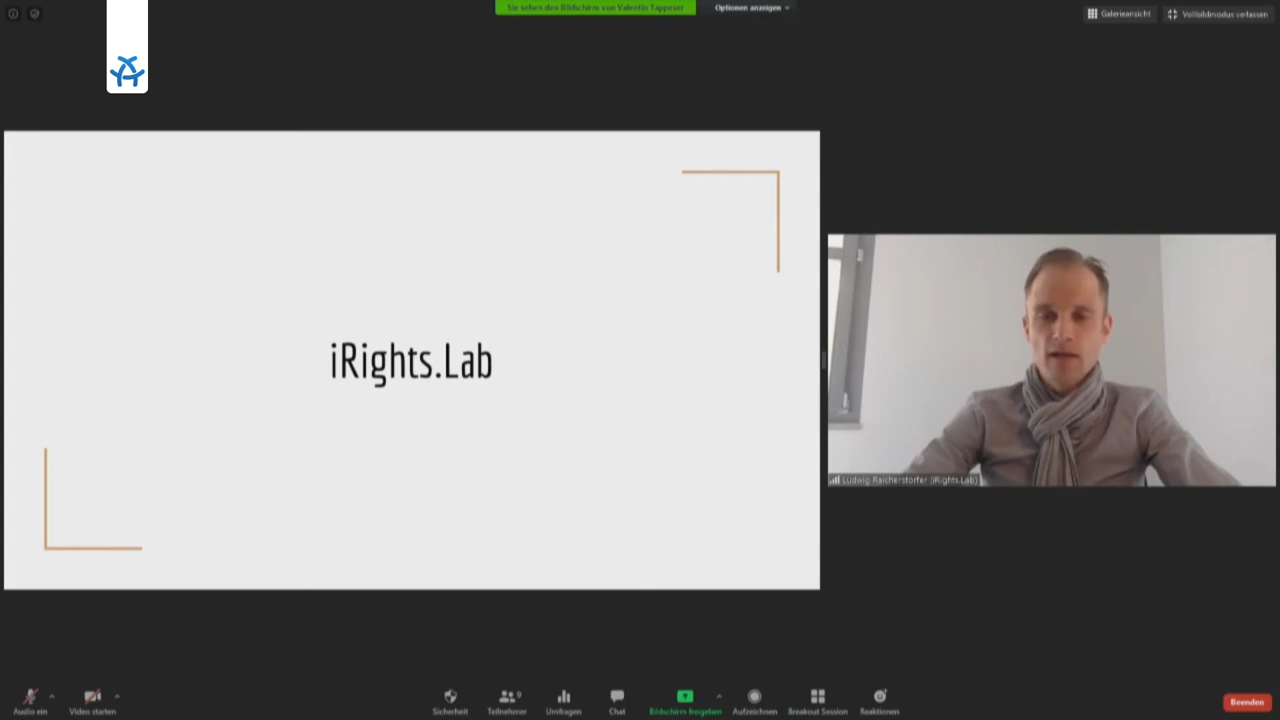 Sie sehen den Bildschirm von Valentin Tappeser
Optionen anzeigen
Galerieansicht
Vollbildmodus verlassen
iRights.Lab
Ludwig Reicherstorfer (iRights.Lab)
Audio ein
Video starten
Sicherheit
9
Teilnehmer
Umfragen
Chat
Bildschirm freigeben
Aufzeichnen
Breakout Session
Reaktionen
Beenden